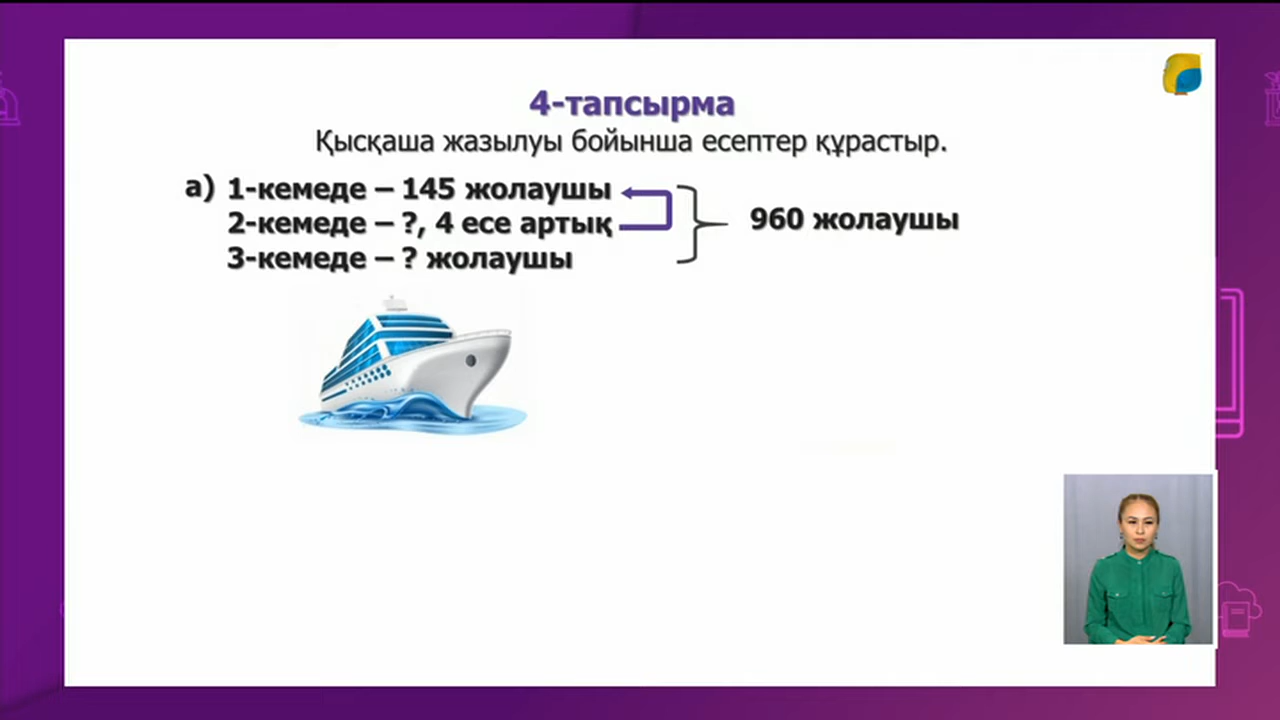 4-тапсырма
Қысқаша жазылуы бойынша есептер құрастыр.
а) 1-кемеде – 145 жолаушы
2-кемеде – ?, 4 есе артық
960 жолаушы
3-кемеде – ? жолаушы